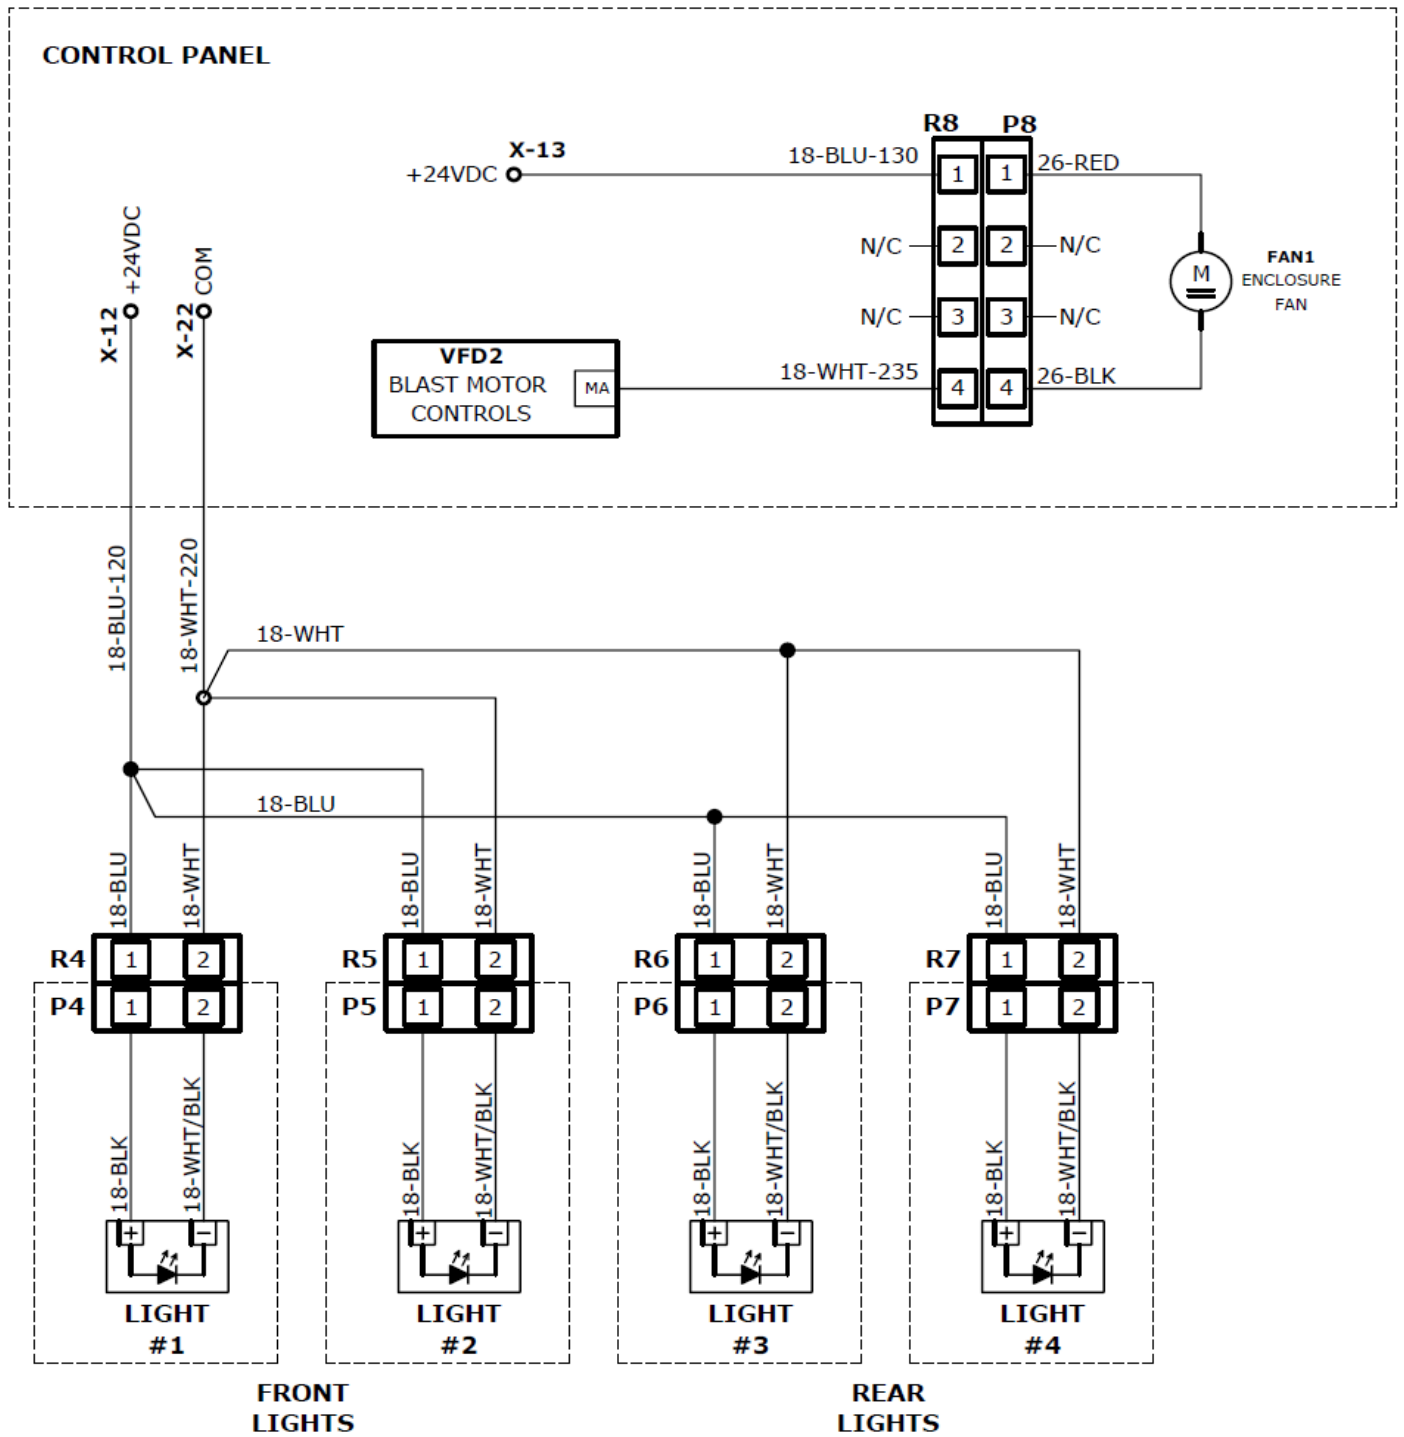 CONTROL PANEL
R8 P8
X-13
18-BLU-130
26-RED
+24VDC
1 1
N/C 2 2 N/C
N/C 3 3 N/C
18-WHT-235
4 4
26-BLK
M
FAN1
ENCLOSURE
FAN
+24VDC
X-12
COM
X-22
VFD2
BLAST MOTOR
CONTROLS
MA
18-BLU-120
18-WHT-220
18-WHT
18-BLU
18-BLU 18-WHT 18-BLU 18-WHT 18-BLU 18-WHT 18-BLU 18-WHT
R4 1 2 R5 1 2 R6 1 2 R7 1 2
P4 1 2 P5 1 2 P6 1 2 P7 1 2
18-BLK 18-WHT/BLK 18-BLK 18-WHT/BLK 18-BLK 18-WHT/BLK 18-BLK 18-WHT/BLK
+ − + − + − + −
LIGHT LIGHT LIGHT LIGHT
#1 #2 #3 #4
FRONT
LIGHTS
REAR
LIGHTS